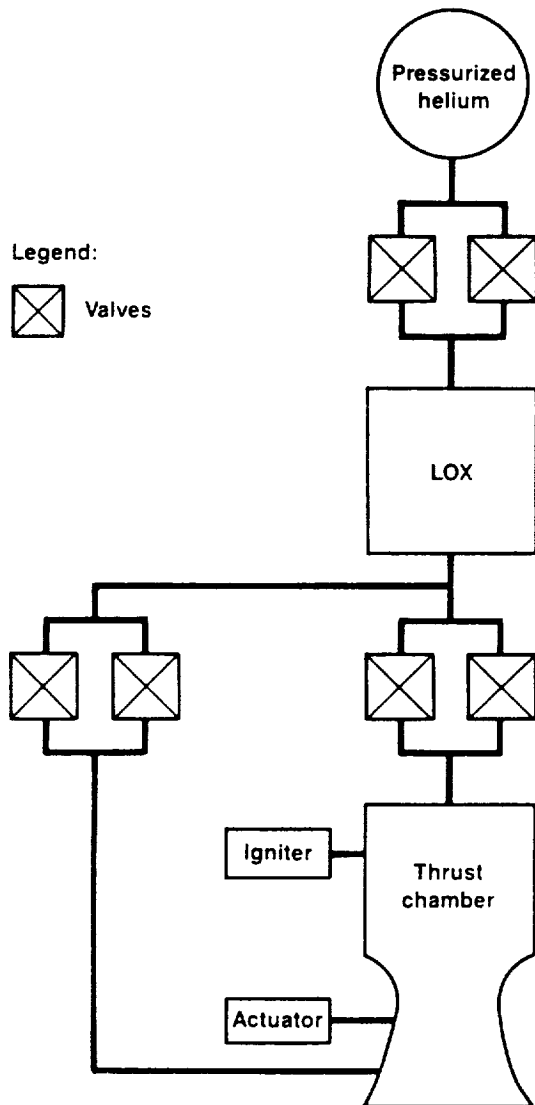 Pressurized
helium
Legend:
Valves
LOX
Igniter
Thrust
chamber
Actuator